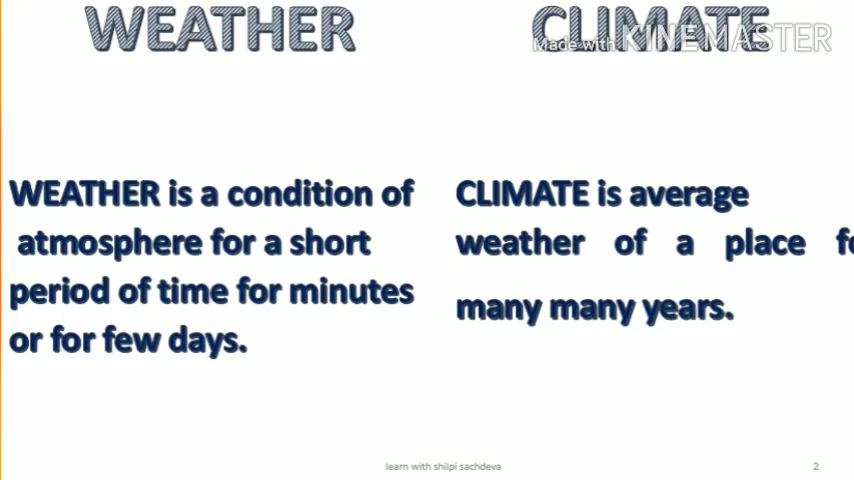 WEATHER
CLIMATE
Made with KINEMASTER
WEATHER is a condition of
atmosphere for a short
period of time for minutes
or for few days.
CLIMATE is average
weather of a place
many many years.
learn with shilpi sachdeva
2